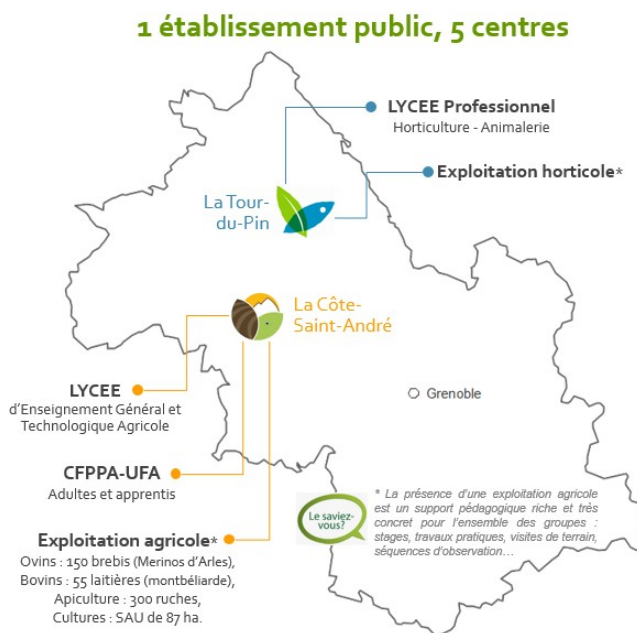 1 établissement public, 5 centres
LYCEE Professionnel
Horticulture - Animalerie
Exploitation horticole*
La Tour-
du-Pin
La Côte-
Saint-André
LYCEE
d'Enseignement Général et
Technologique Agricole
Grenoble
CFPPA-UFA
Adultes et apprentis
Le saviez-
vous?
* La présence d'une exploitation agricole
est un support pédagogique riche et très
concret pour l'ensemble des groupes :
stages, travaux pratiques, visites de terrain,
séquences d'observation...
Exploitation agricole*
Ovins : 150 brebis (Merinos d'Arles),
Bovins : 55 laitières (montbéliarde),
Apiculture : 300 ruches,
Cultures : SAU de 87 ha.